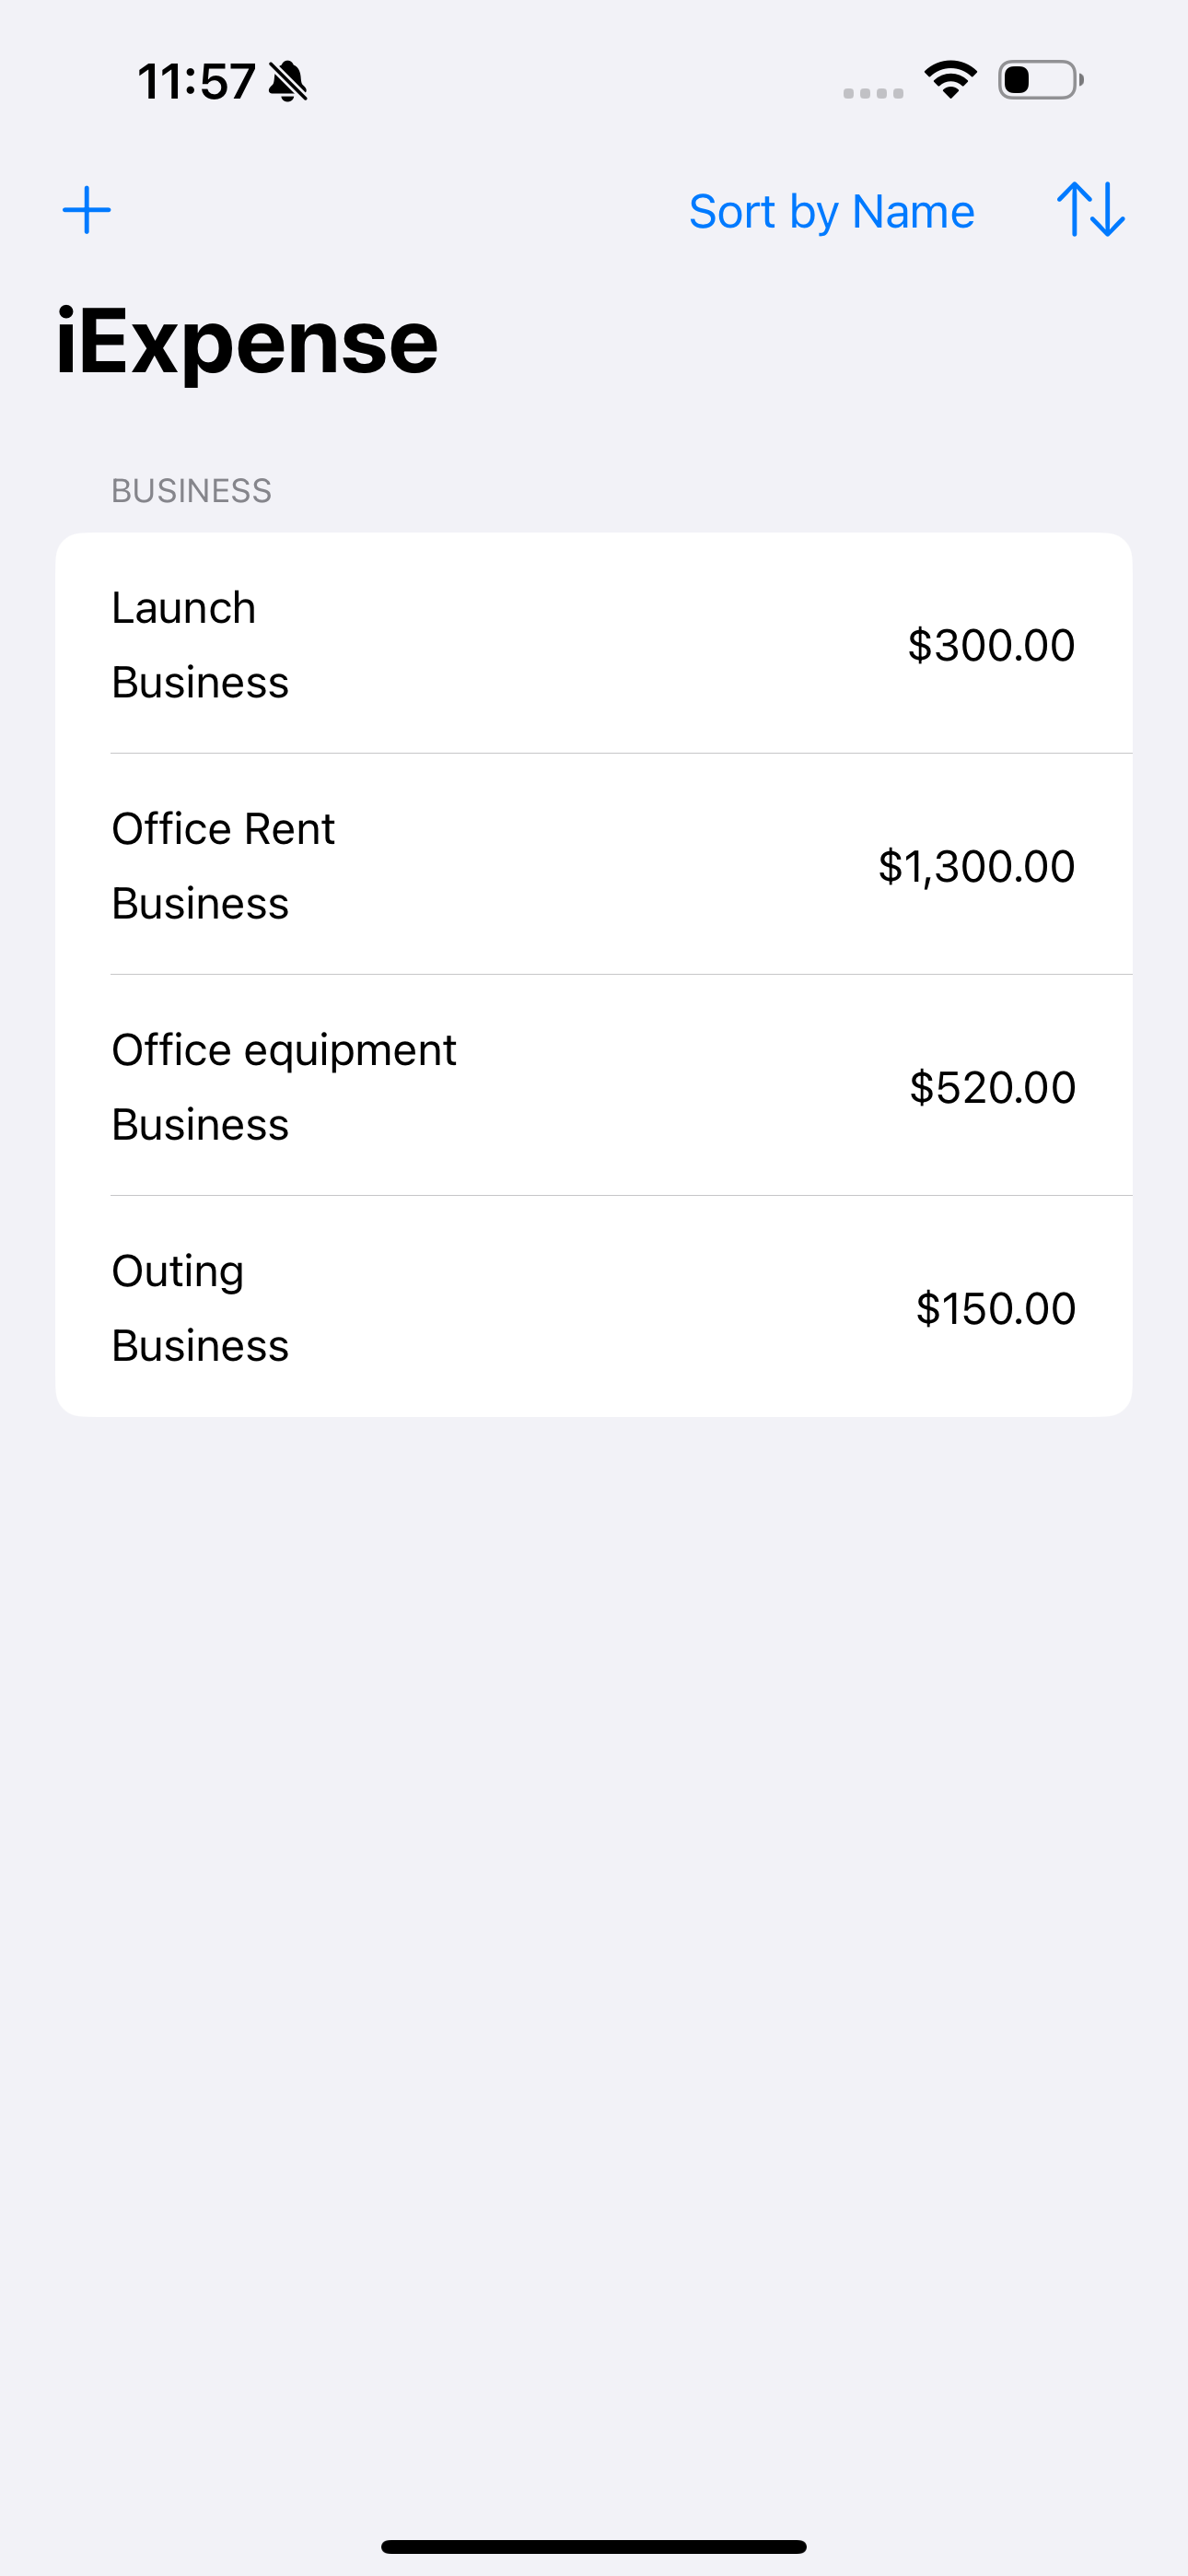 11:57
Sort by Name
iExpense
BUSINESS
Launch
Business
$300.00
Office Rent
Business
$1,300.00
Office equipment
Business
$520.00
Outing
Business
$150.00